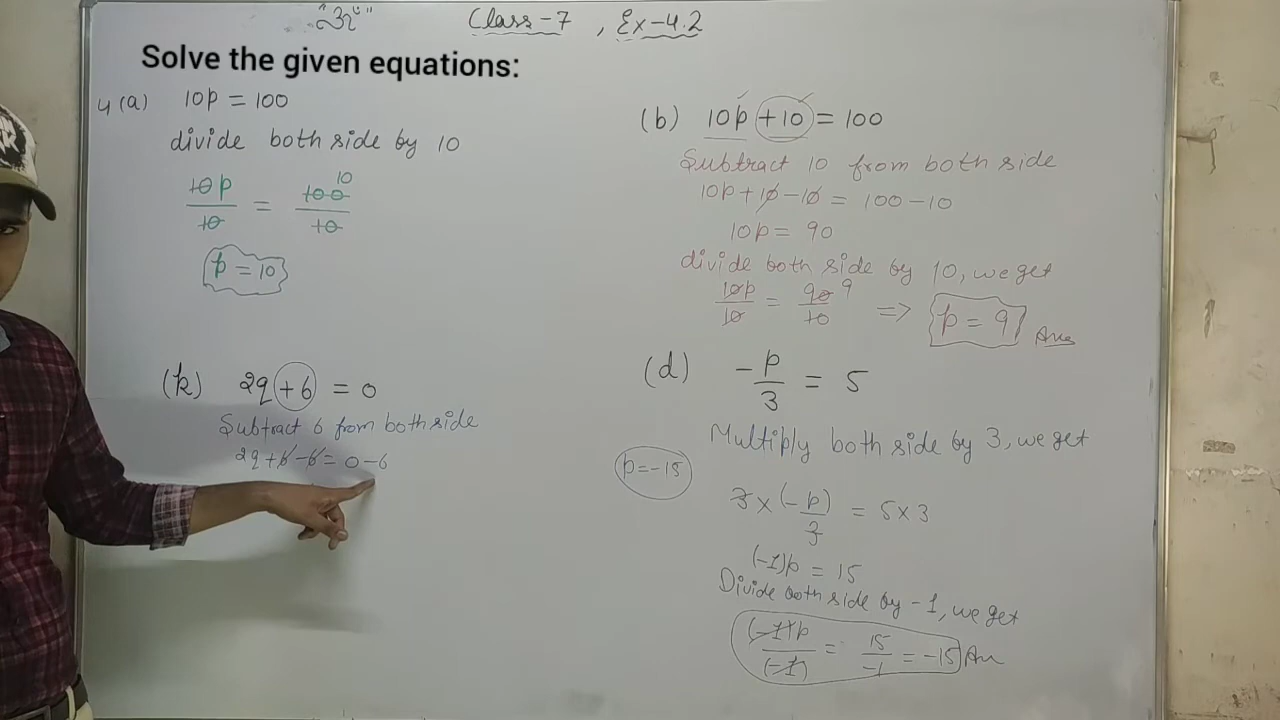 "ॐ"
Class-7, Ex-4.2
Solve the given equations:
4(a) 10p = 100
divide both side by 10
10p/10 = 100/10 10
p = 10
(b) 10p + 10 = 100
Subtract 10 from both side
10p + 10 - 10 = 100 - 10
10p = 90
divide both side by 10, we get
10p/10 = 90/10 9 => p = 9 Ans
(k) 2q + 6 = 0
Subtract 6 from both side
2q + 6 - 6 = 0 - 6
(d) -p/3 = 5
Multiply both side by 3, we get
p = -15
3 × (-p/3) = 5 × 3
(-1)p = 15
Divide both side by -1, we get
(-1)p/(-1) = 15/-1 = -15 Ans